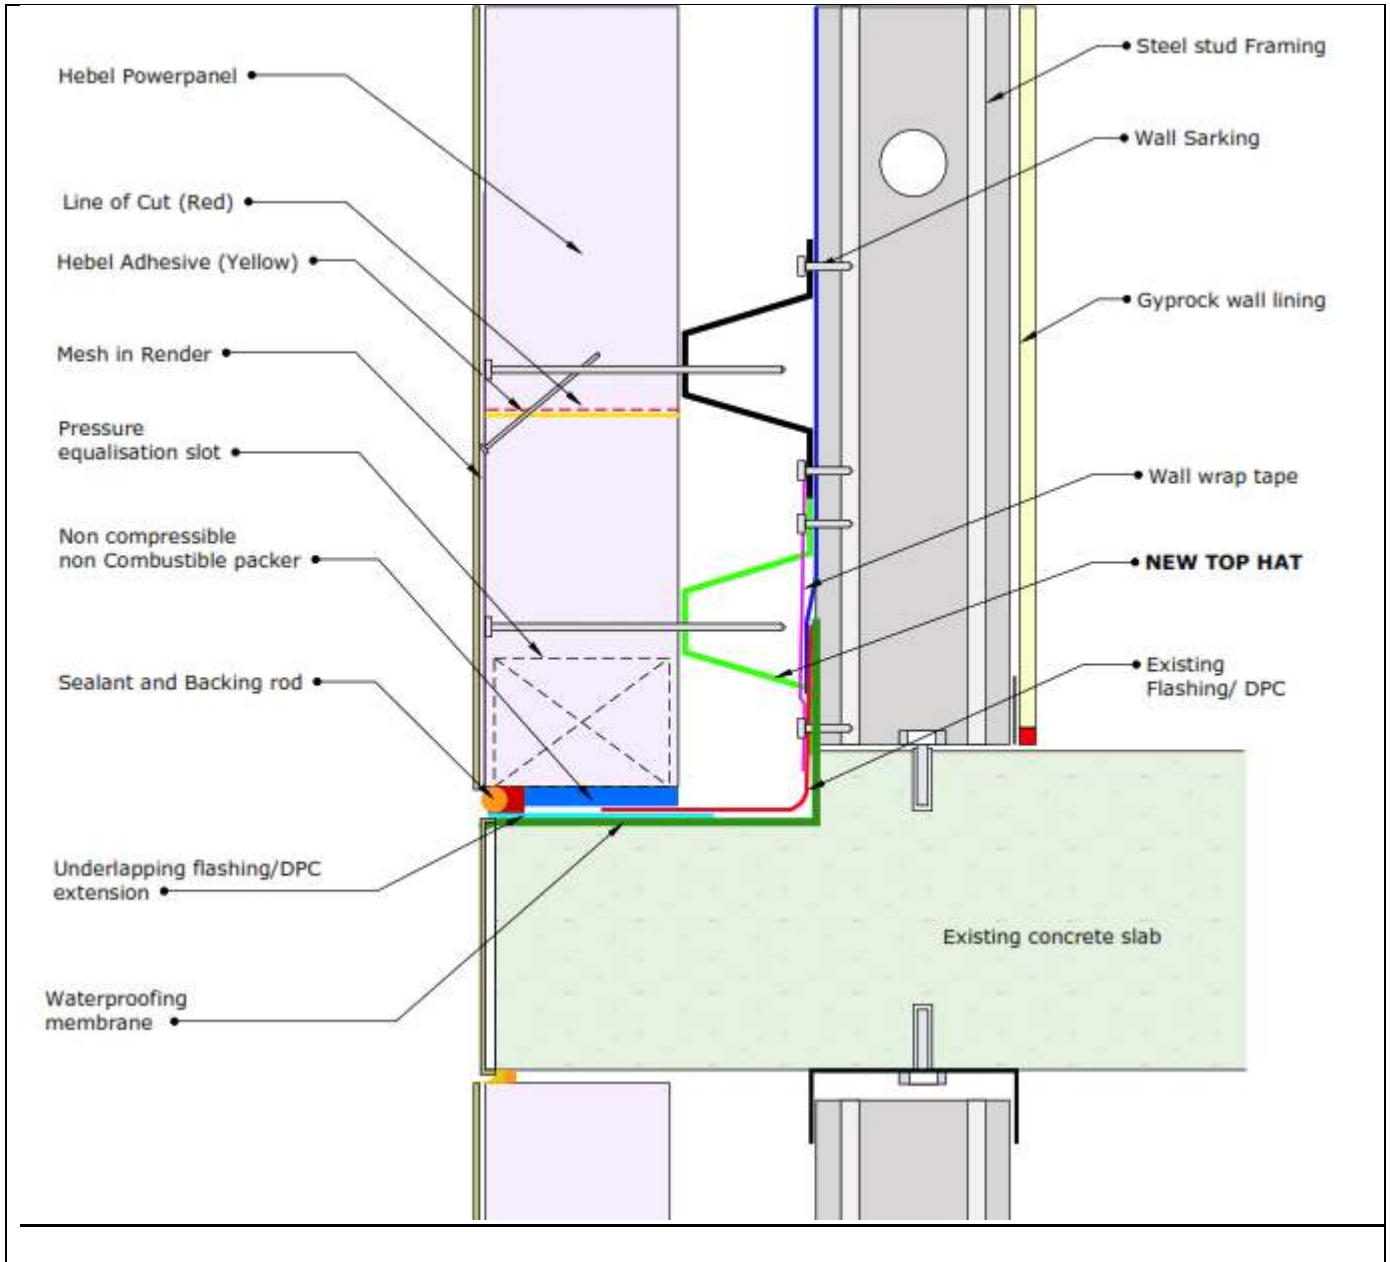 Hebel Powerpanel
Line of Cut (Red)
Hebel Adhesive (Yellow)
Mesh in Render
Pressure
equalisation slot
Non compressible
non Combustible packer
Sealant and Backing rod
Underlapping flashing/DPC
extension
Waterproofing
membrane
Steel stud Framing
Wall Sarking
Gyprock wall lining
Wall wrap tape
NEW TOP HAT
Existing
Flashing/ DPC
Existing concrete slab